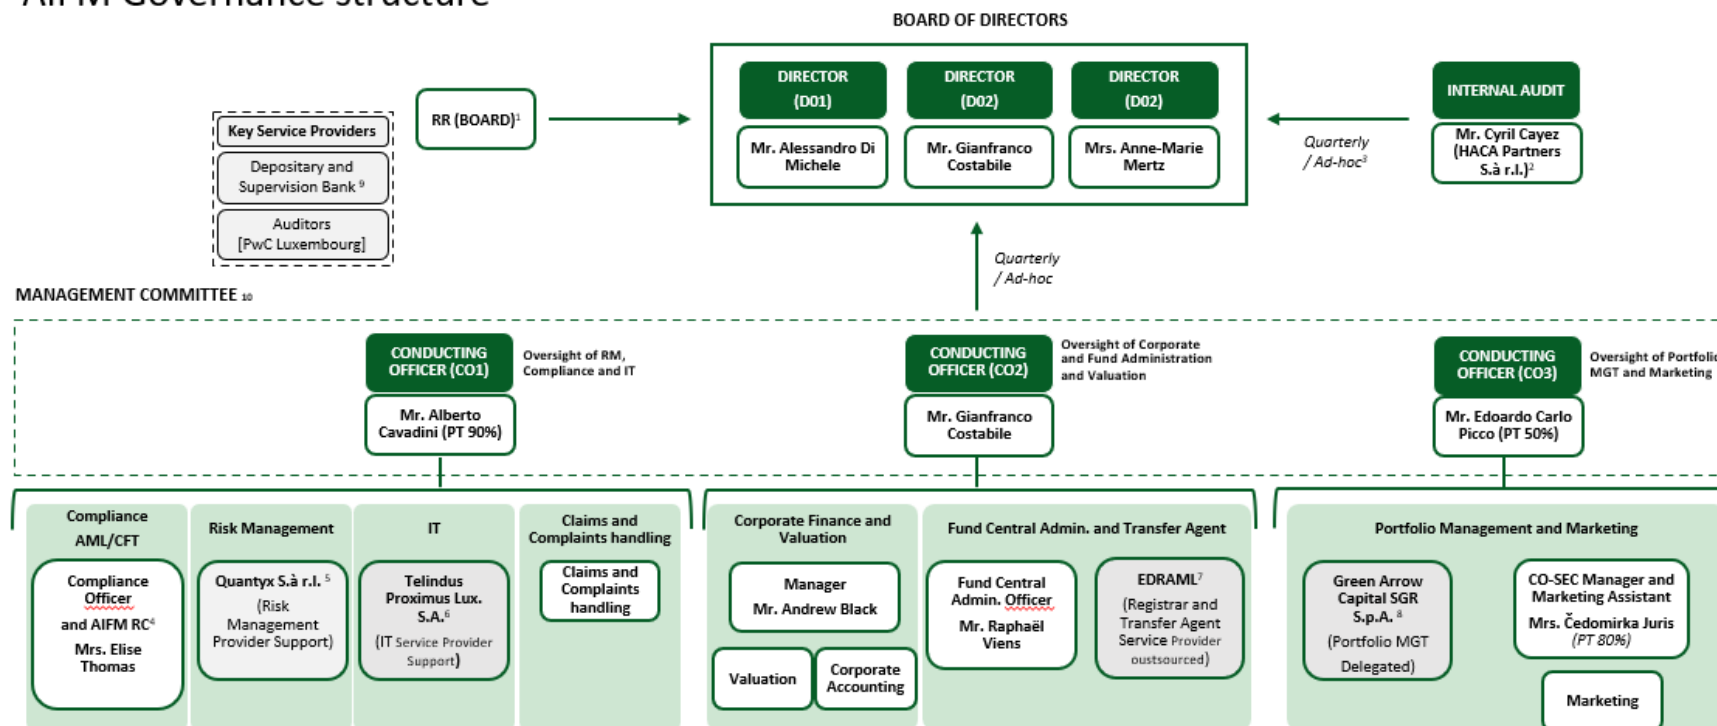 AIFM Governance structure
BOARD OF DIRECTORS
DIRECTOR
(D01)
Mr. Alessandro Di
Michele
DIRECTOR
(D02)
Mr. Gianfranco
Costabile
DIRECTOR
(D02)
Mrs. Anne-Marie
Mertz
RR (BOARD)¹
Key Service Providers
Depositary and
Supervision Bank ⁹
Auditors
[PwC Luxembourg]
INTERNAL AUDIT
Mr. Cyril Cayez
(HACA Partners
S.à r.l.)²
Quarterly
/ Ad-hoc³
Quarterly
/ Ad-hoc
MANAGEMENT COMMITTEE 10
CONDUCTING
OFFICER (CO1)
Mr. Alberto
Cavadini (PT 90%)
Oversight of RM,
Compliance and IT
CONDUCTING
OFFICER (CO2)
Mr. Gianfranco
Costabile
Oversight of Corporate
and Fund Administration
and Valuation
CONDUCTING
OFFICER (CO3)
Mr. Edoardo Carlo
Picco (PT 50%)
Oversight of Portfolio
MGT and Marketing
Compliance
AML/CFT
Compliance
Officer
and AIFM RC⁴
Mrs. Elise
Thomas
Risk Management
Quantyx S.à r.l. ⁵
(Risk
Management
Provider Support)
IT
Telindus
Proximus Lux.
S.A.⁶
(IT Service Provider
Support)
Claims and
Complaints handling
Claims and
Complaints
handling
Corporate Finance and
Valuation
Manager
Mr. Andrew Black
Valuation
Corporate
Accounting
Fund Central Admin. and Transfer Agent
Fund Central
Admin. Officer
Mr. Raphaël
Viens
EDRAML⁷
(Registrar and
Transfer Agent
Service Provider
oustsourced)
Portfolio Management and Marketing
Green Arrow
Capital SGR
S.p.A. ⁸
(Portfolio MGT
Delegated)
CO-SEC Manager and
Marketing Assistant
Mrs. Čedomirka Juris
(PT 80%)
Marketing